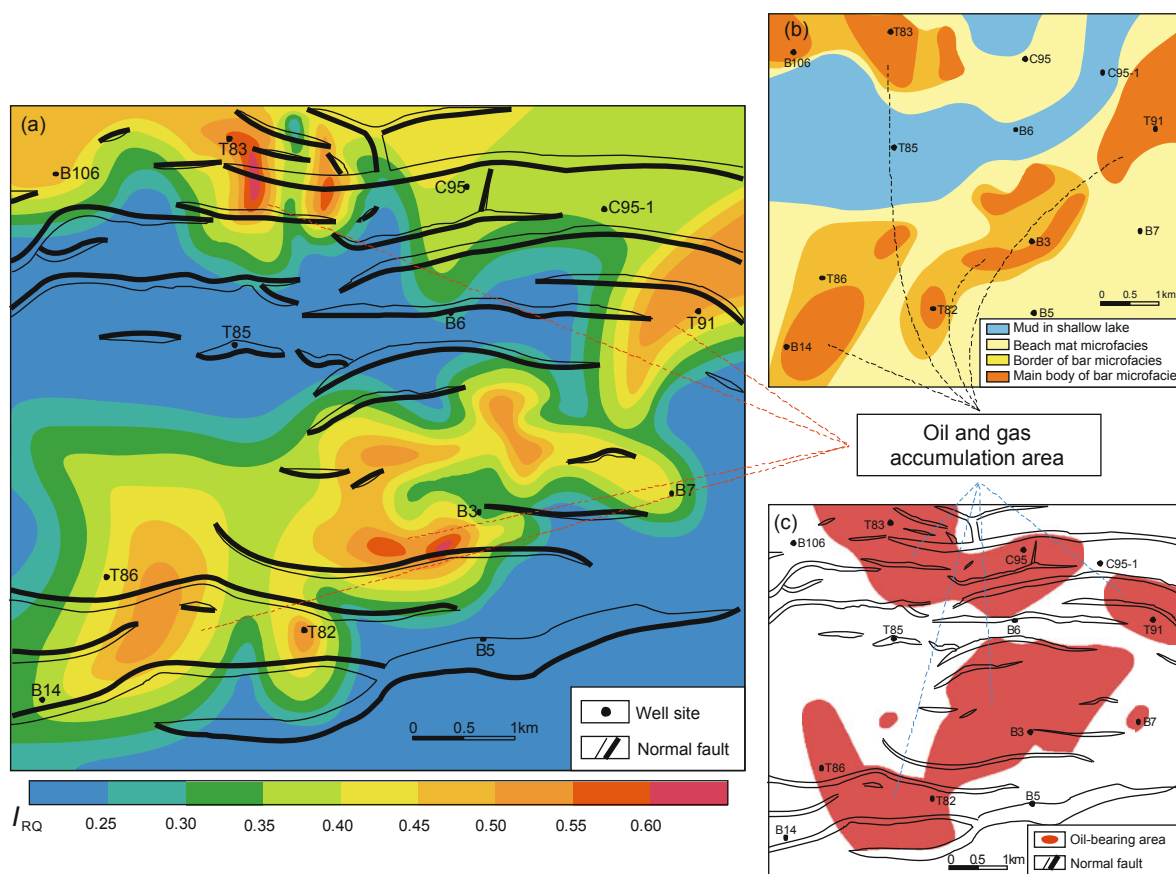 (a)
T83
B106
C95
C95-1
B6
T91
T85
B7
B3
T86
T82
B5
B14
Well site
Normal fault
0 0.5 1km
I RQ
0.25 0.30 0.35 0.40 0.45 0.50 0.55 0.60
(b)
T83
B106
C95
C95-1
T91
B6
T85
B7
B3
T86
T82
B5
B14
0 0.5 1km
Mud in shallow lake
Beach mat microfacies
Border of bar microfacies
Main body of bar microfacie
Oil and gas
accumulation area
(c)
T83
B106
C95
C95-1
T91
B6
T85
B7
B3
T86
T82
B5
B14
Oil-bearing area
Normal fault
0 0.5 1km